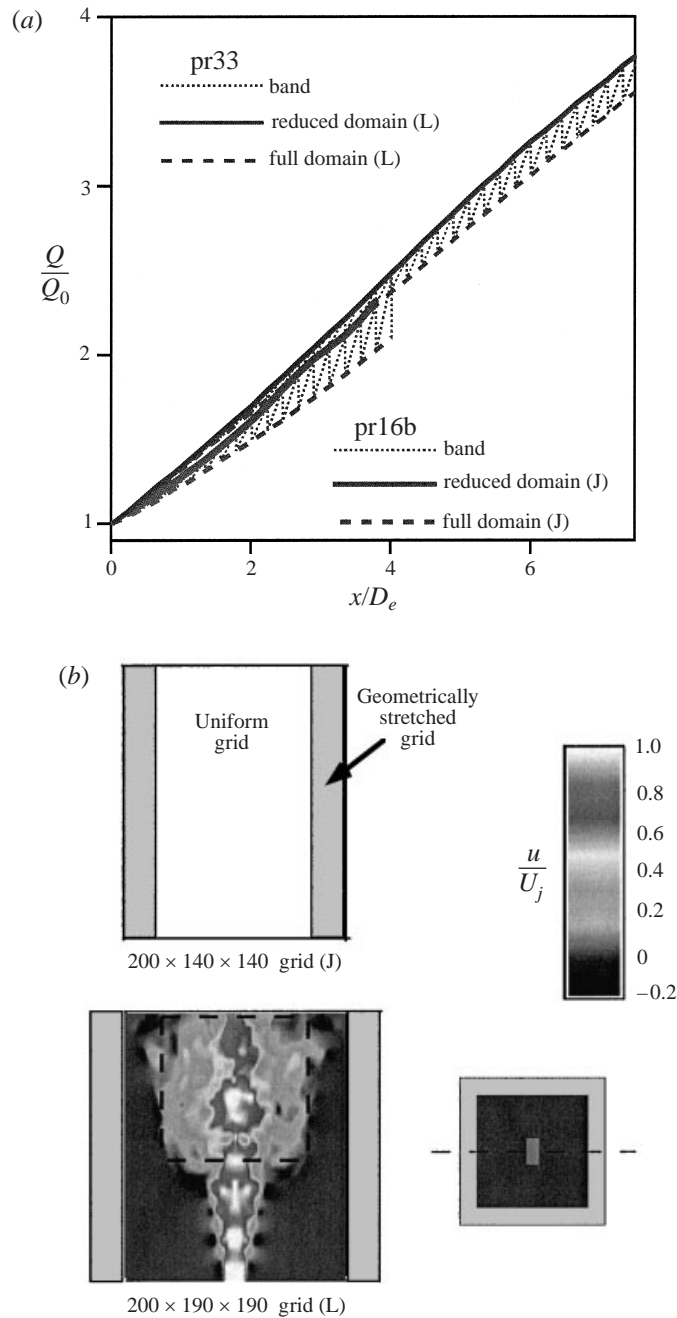 (a)
4
pr33
band
reduced domain (L)
full domain (L)
3
Q
Q0
2
pr16b
band
reduced domain (J)
full domain (J)
1
0
2
4
6
x/De
(b)
Uniform
grid
Geometrically
stretched
grid
200 × 140 × 140 grid (J)
u
Uj
1.0
0.8
0.6
0.4
0.2
0
–0.2
200 × 190 × 190 grid (L)